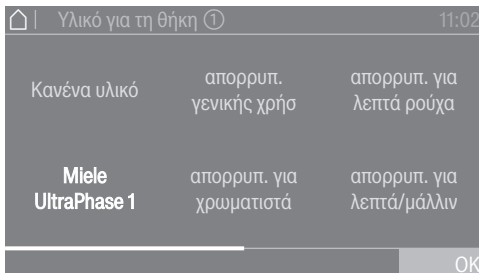 Υλικό για τη θήκη ① 11:02
Κανένα υλικό
απορρυπ.
γενικής χρήσ
απορρυπ. για
λεπτά ρούχα
Miele
UltraPhase 1
απορρυπ. για
χρωματιστά
απορρυπ. για
λεπτά/μάλλιν
OK